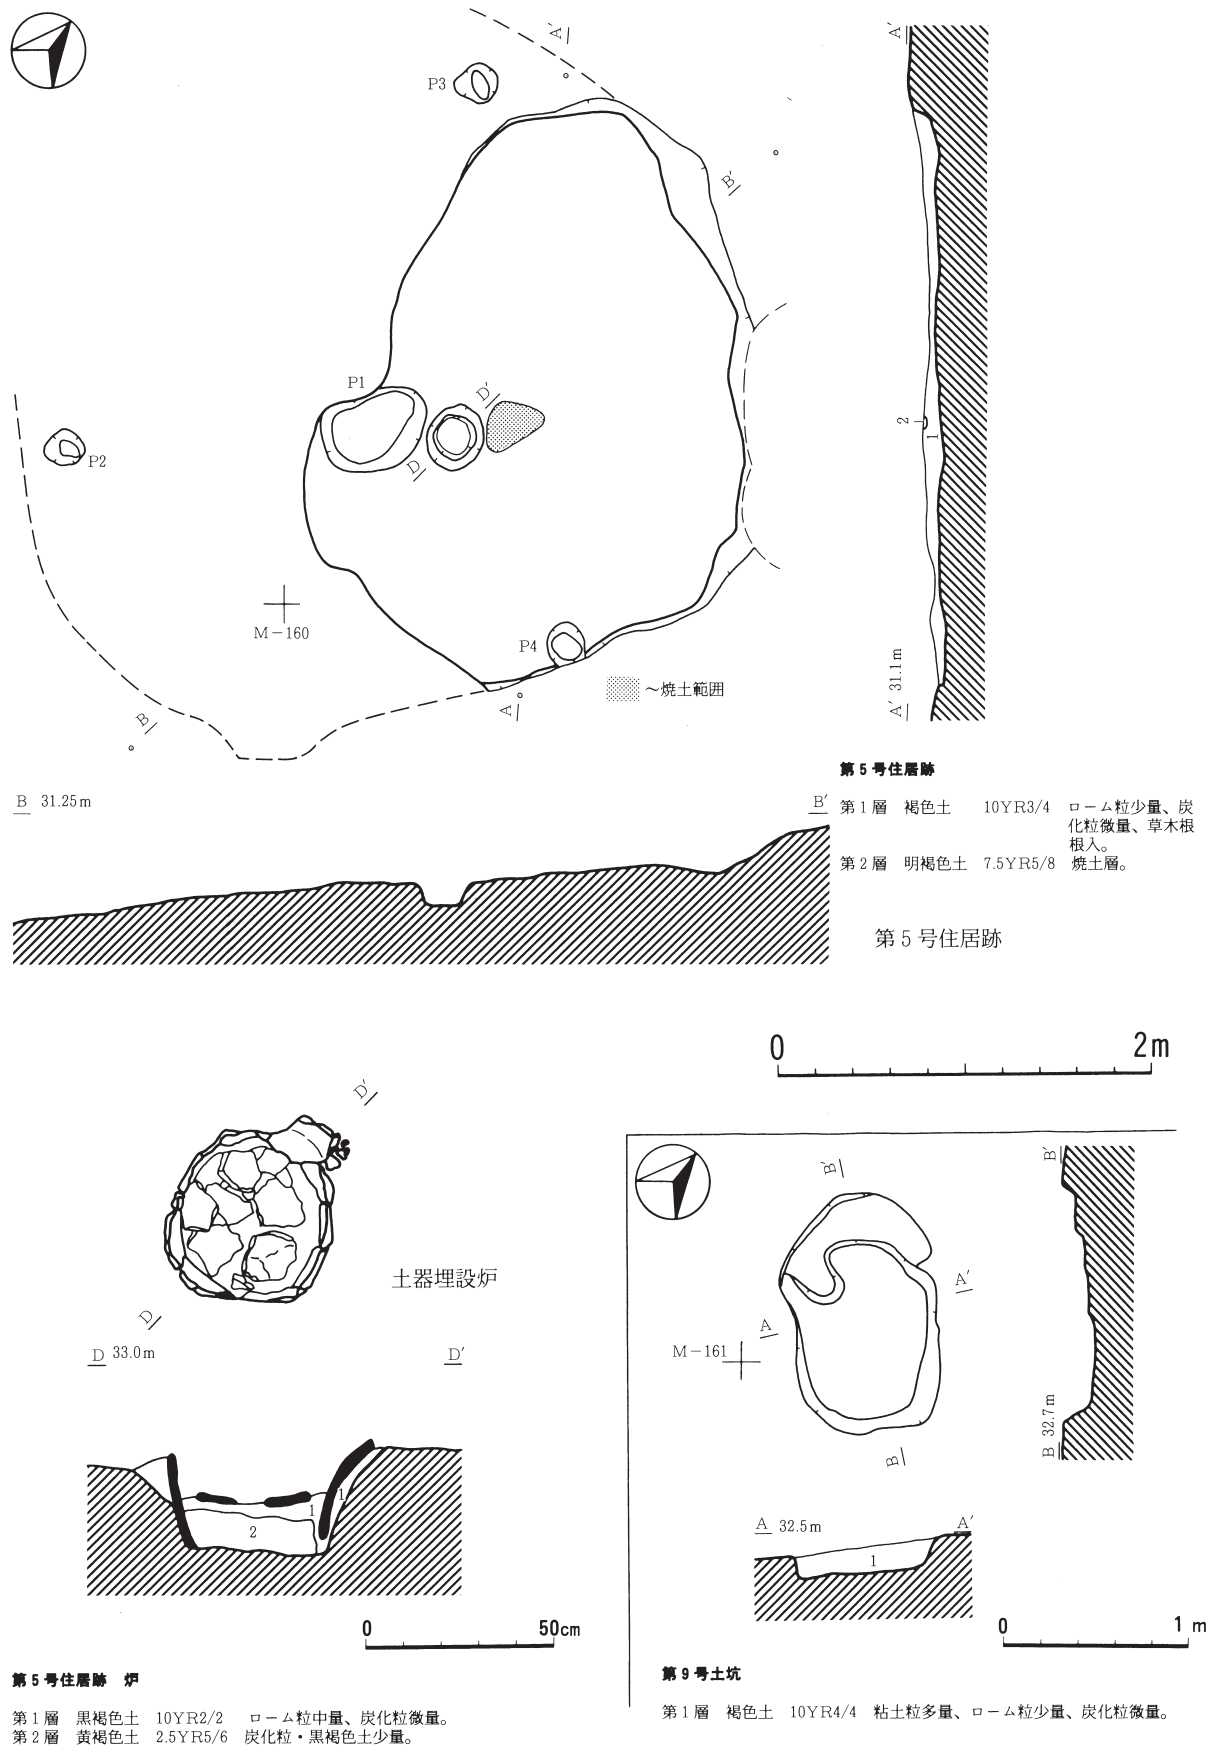 A′
A′
P3
B′
P1
D′
D
P2
2
1
M－160
P4
～焼土範囲
A
B
A′ 31.1m
第5号住居跡
B 31.25m
B′
第1層 褐色土 10YR3/4 ローム粒少量、炭
化粒微量、草木根
根入。
第2層 明褐色土 7.5YR5/8 焼土層。
第5号住居跡
0 2m
D′
土器埋設炉
D
D 33.0m
D′
1
1
2
0 50cm
第5号住居跡 炉
第1層 黒褐色土 10YR2/2 ローム粒中量、炭化粒微量。
第2層 黄褐色土 2.5YR5/6 炭化粒・黒褐色土少量。
B′
B′
A′
A
M－161
B
B 32.7m
A 32.5m
A′
1
0 1m
第9号土坑
第1層 褐色土 10YR4/4 粘土粒多量、ローム粒少量、炭化粒微量。